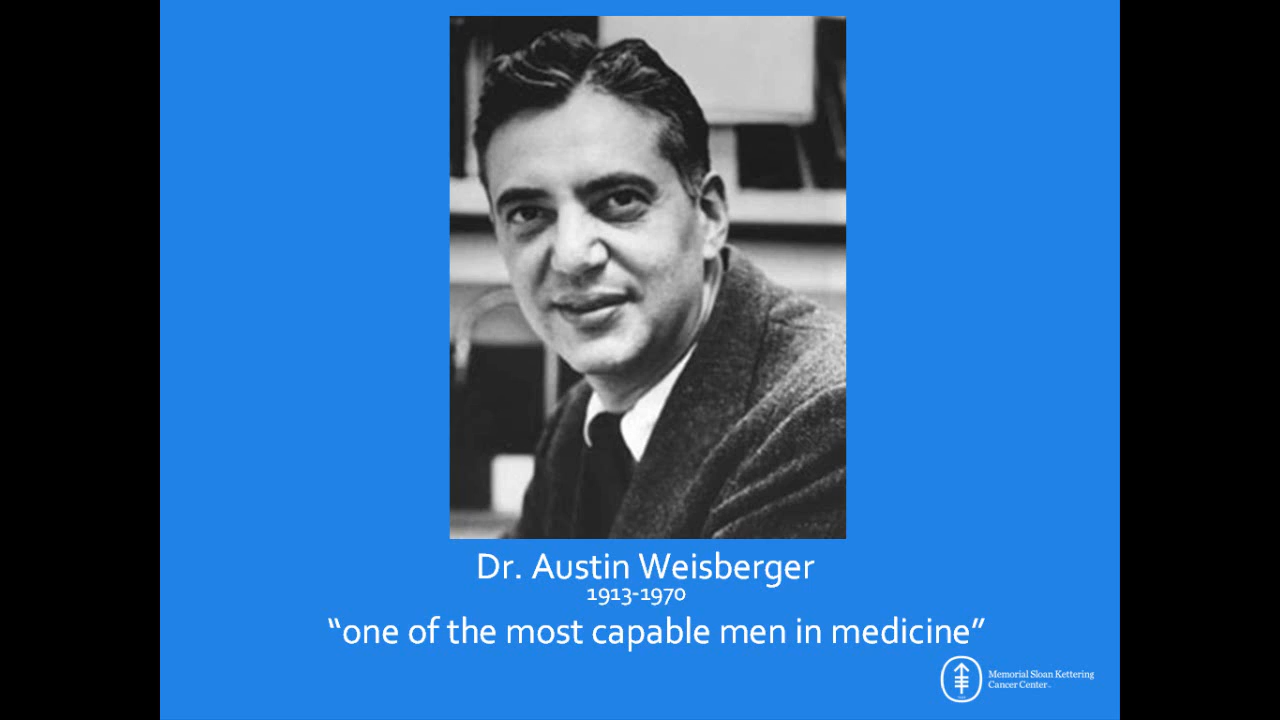 Dr. Austin Weisberger
1913-1970
“one of the most capable men in medicine”
Memorial Sloan Kettering
Cancer Center